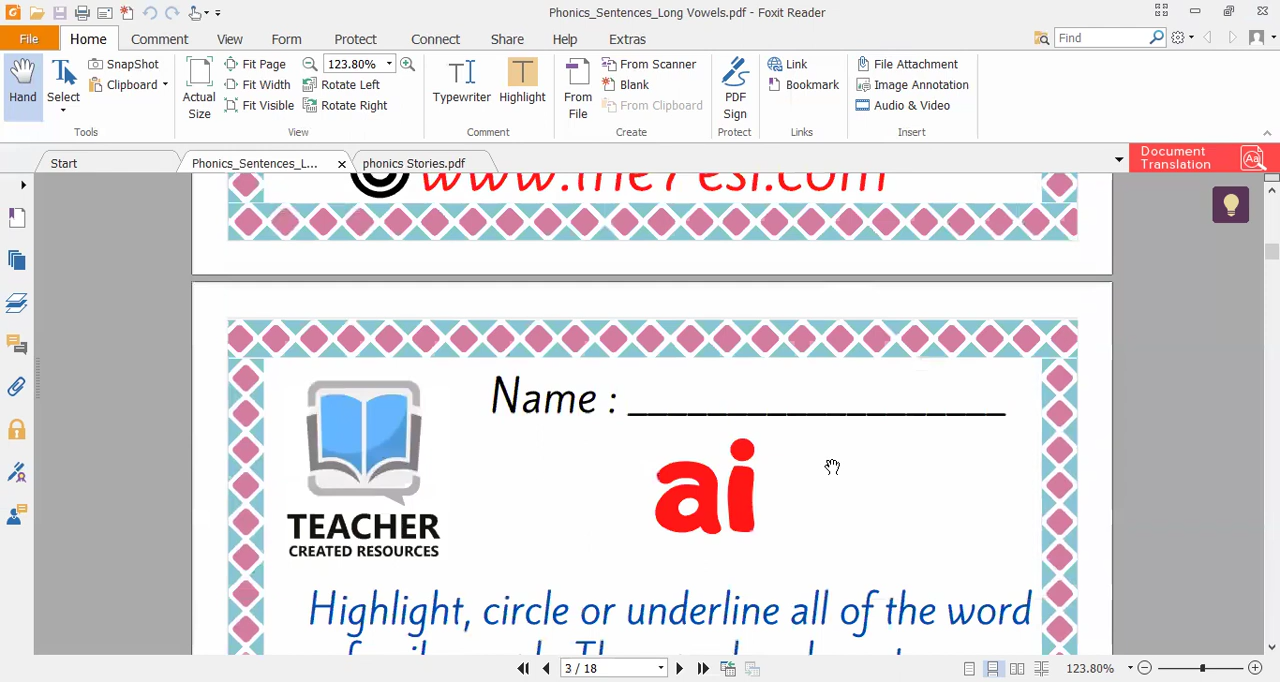 Phonics_Sentences_Long Vowels.pdf - Foxit Reader
File Home Comment View Form Protect Connect Share Help Extras
Find
Hand
Select
SnapShot
Clipboard
Tools
Actual Size
Fit Page
Fit Width
Fit Visible
123.80%
Rotate Left
Rotate Right
View
Typewriter
Highlight
Comment
From File
From Scanner
Blank
From Clipboard
Create
PDF Sign
Protect
Link
Bookmark
Links
File Attachment
Image Annotation
Audio & Video
Insert
Start
Phonics_Sentences_L...
phonics Stories.pdf
Document Translation
Name : ___________________
ai
TEACHER
CREATED RESOURCES
Highlight, circle or underline all of the word
3 / 18
123.80%